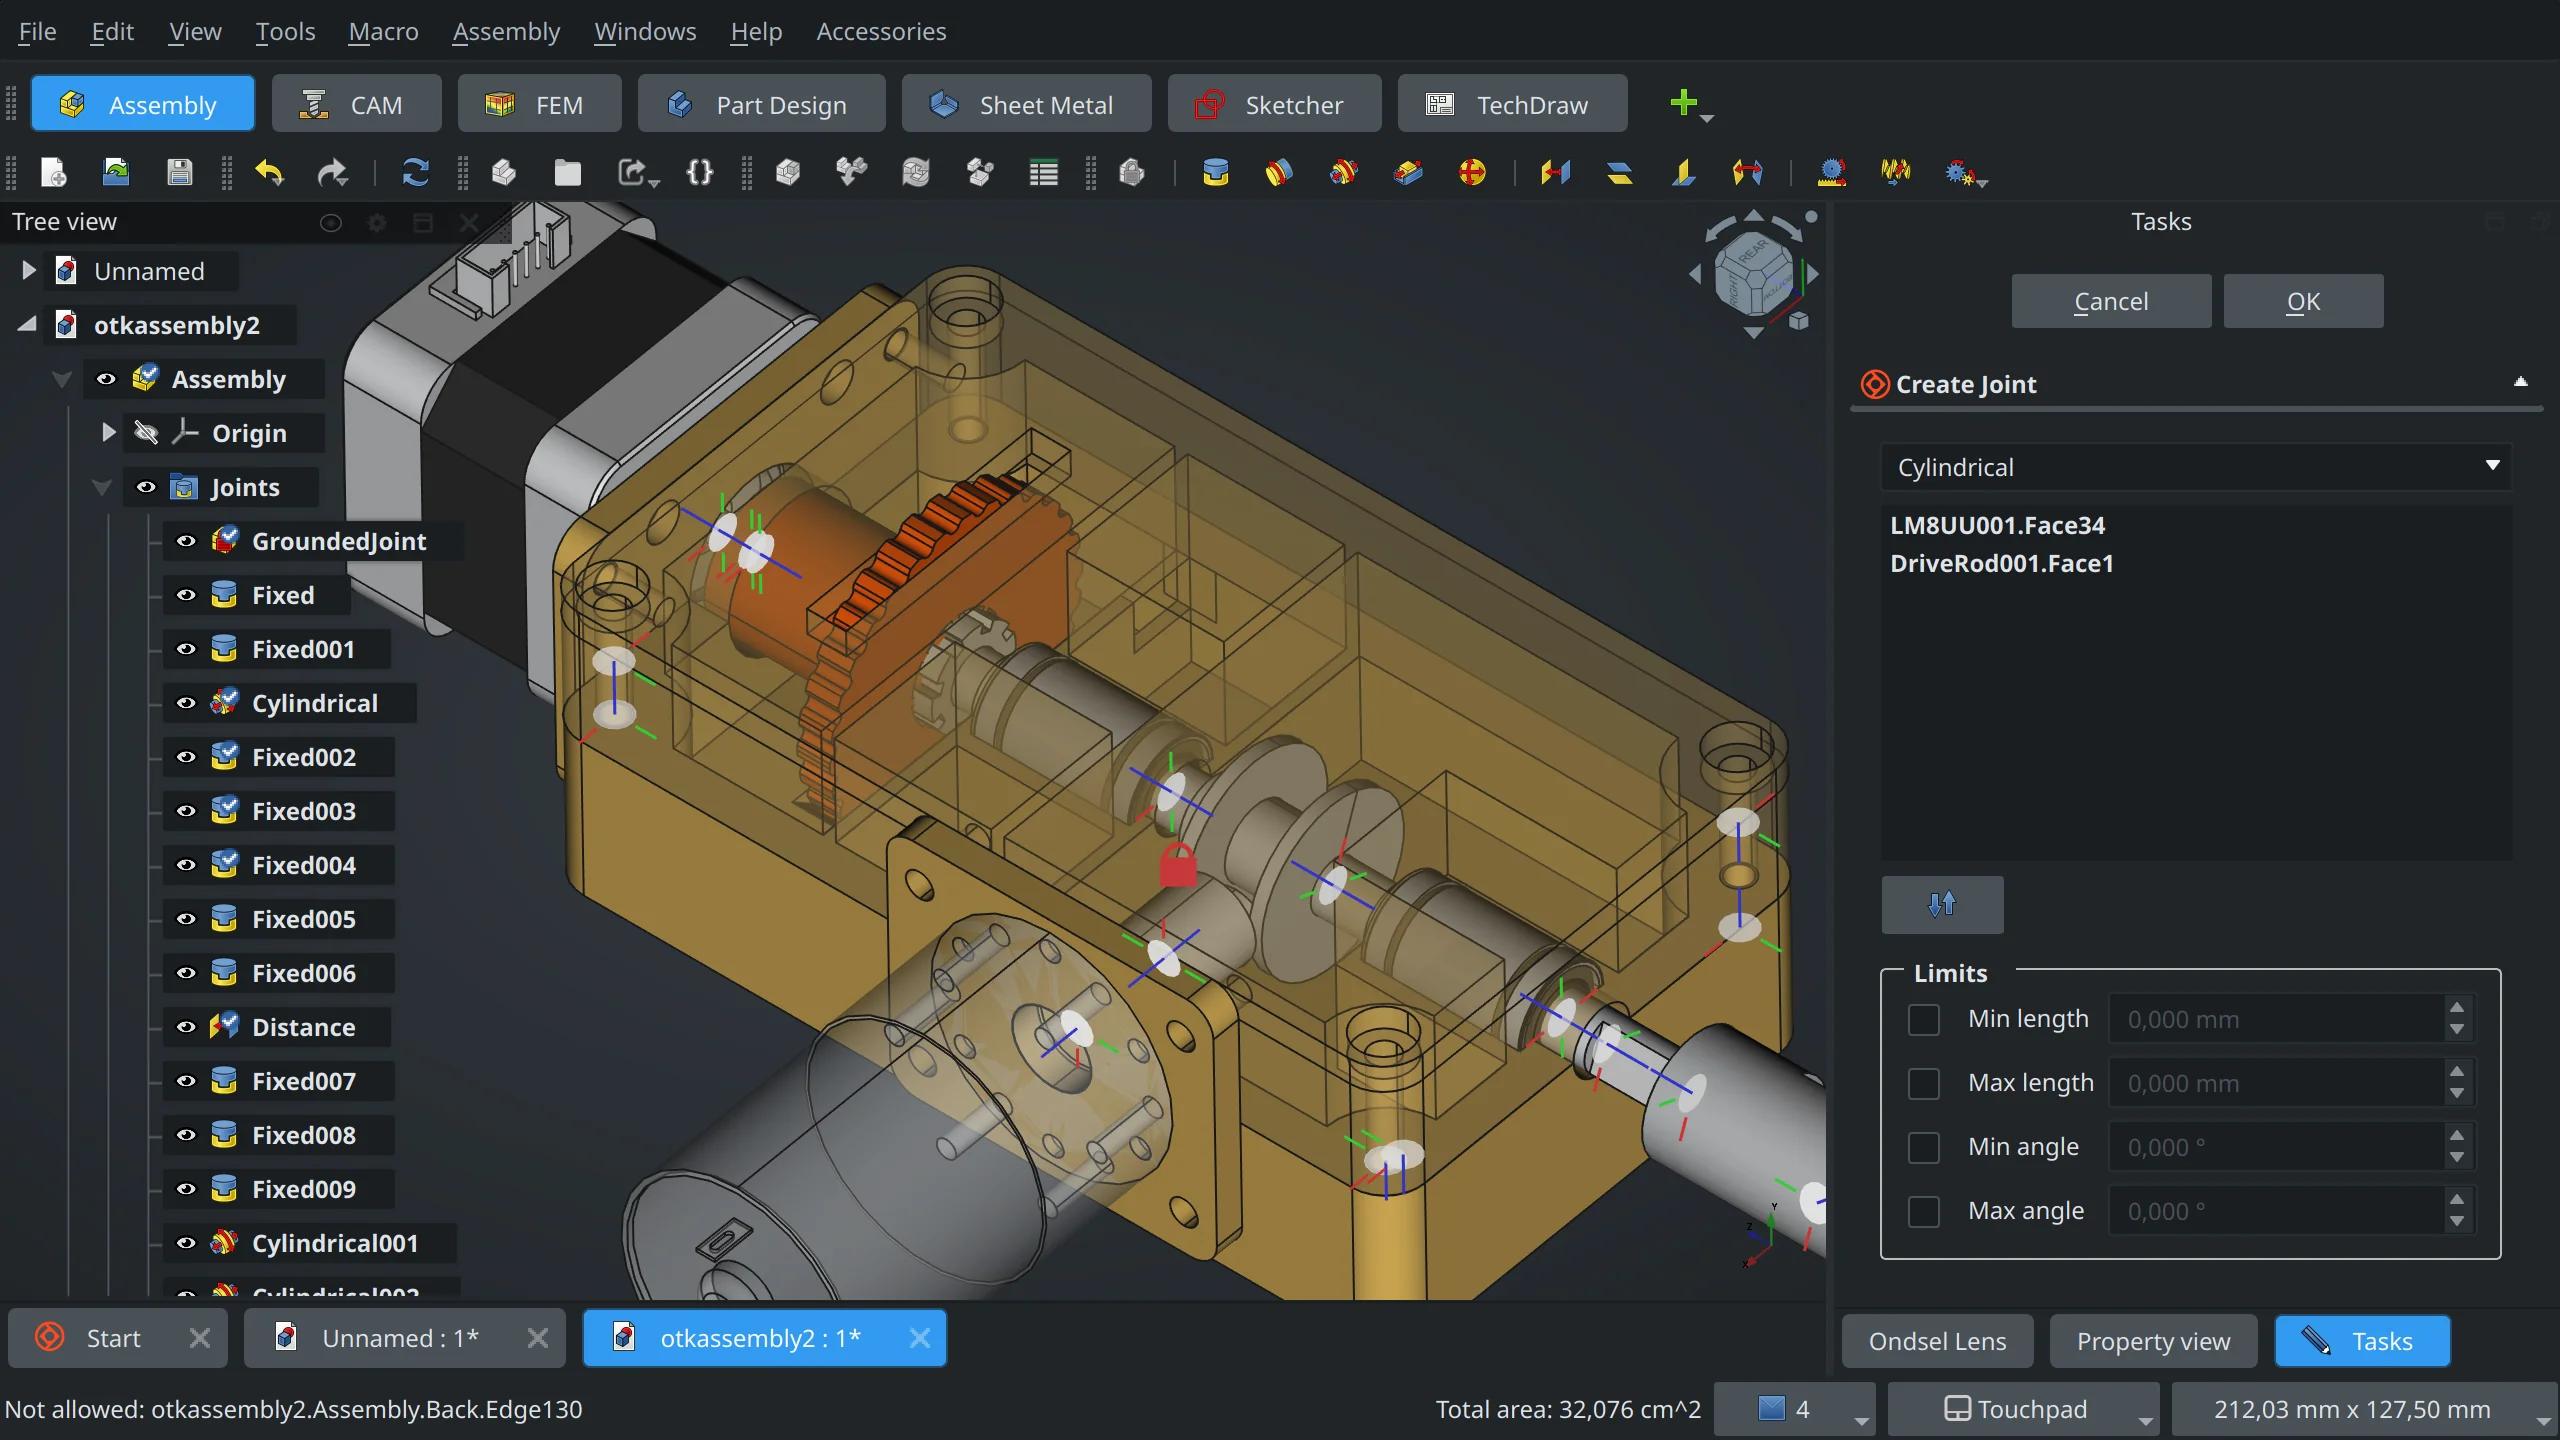 File Edit View Tools Macro Assembly Windows Help Accessories
Assembly CAM FEM Part Design Sheet Metal Sketcher TechDraw
Tree view
Unnamed
otkassembly2
Assembly
Origin
Joints
GroundedJoint
Fixed
Fixed001
Cylindrical
Fixed002
Fixed003
Fixed004
Fixed005
Fixed006
Distance
Fixed007
Fixed008
Fixed009
Cylindrical001
Cylindrical002
REAR
RIGHT
BOTTOM
Y
Z
X
Tasks
Cancel OK
Create Joint
Cylindrical
LM8UU001.Face34
DriveRod001.Face1
Limits
Min length 0,000 mm
Max length 0,000 mm
Min angle 0,000 °
Max angle 0,000 °
Start Unnamed : 1* otkassembly2 : 1*
Ondsel Lens Property view Tasks
Not allowed: otkassembly2.Assembly.Back.Edge130
Total area: 32,076 cm^2 4 Touchpad 212,03 mm x 127,50 mm